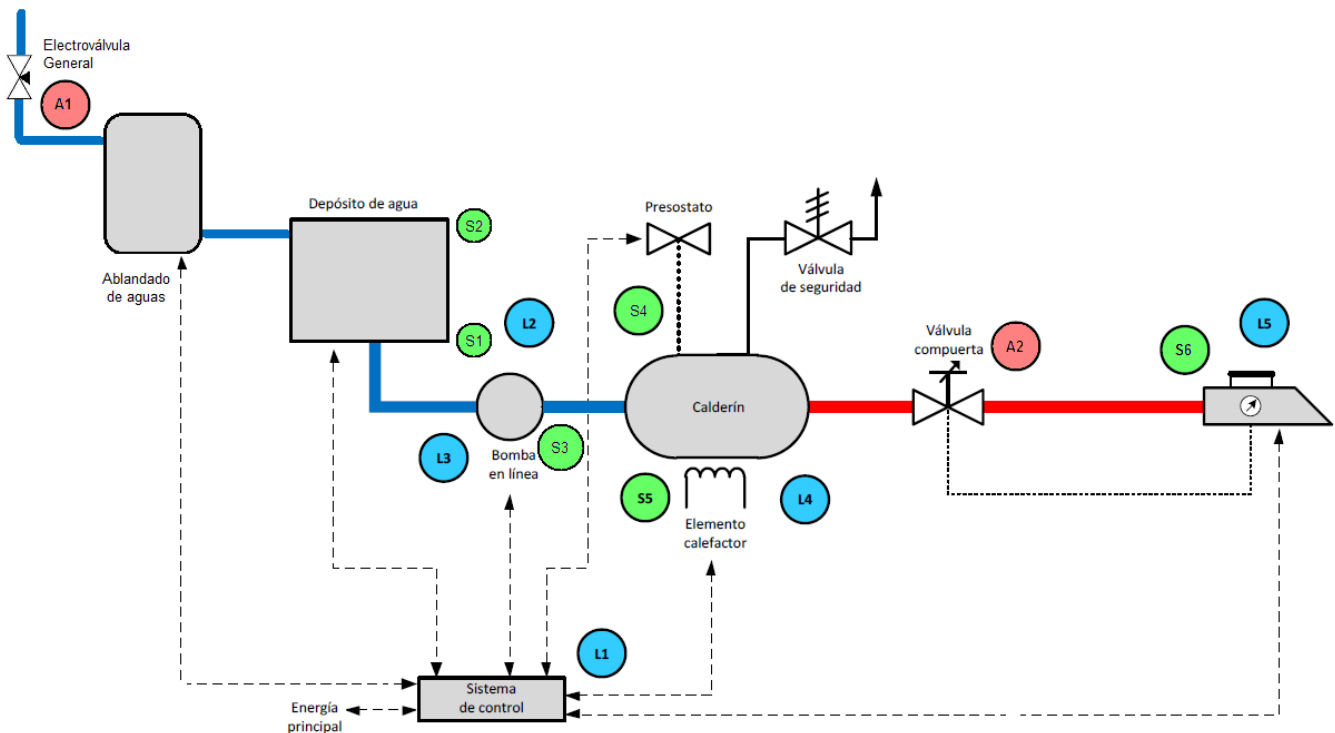 Electroválvula
General
A1
Depósito de agua
S2
Presostato
Ablandado
de aguas
Válvula
de seguridad
S4
L2
S1
Válvula
compuerta
A2
L5
S6
Calderín
L3
Bomba
en línea
S3
S5
L4
Elemento
calefactor
L1
Sistema
de control
Energía
principal